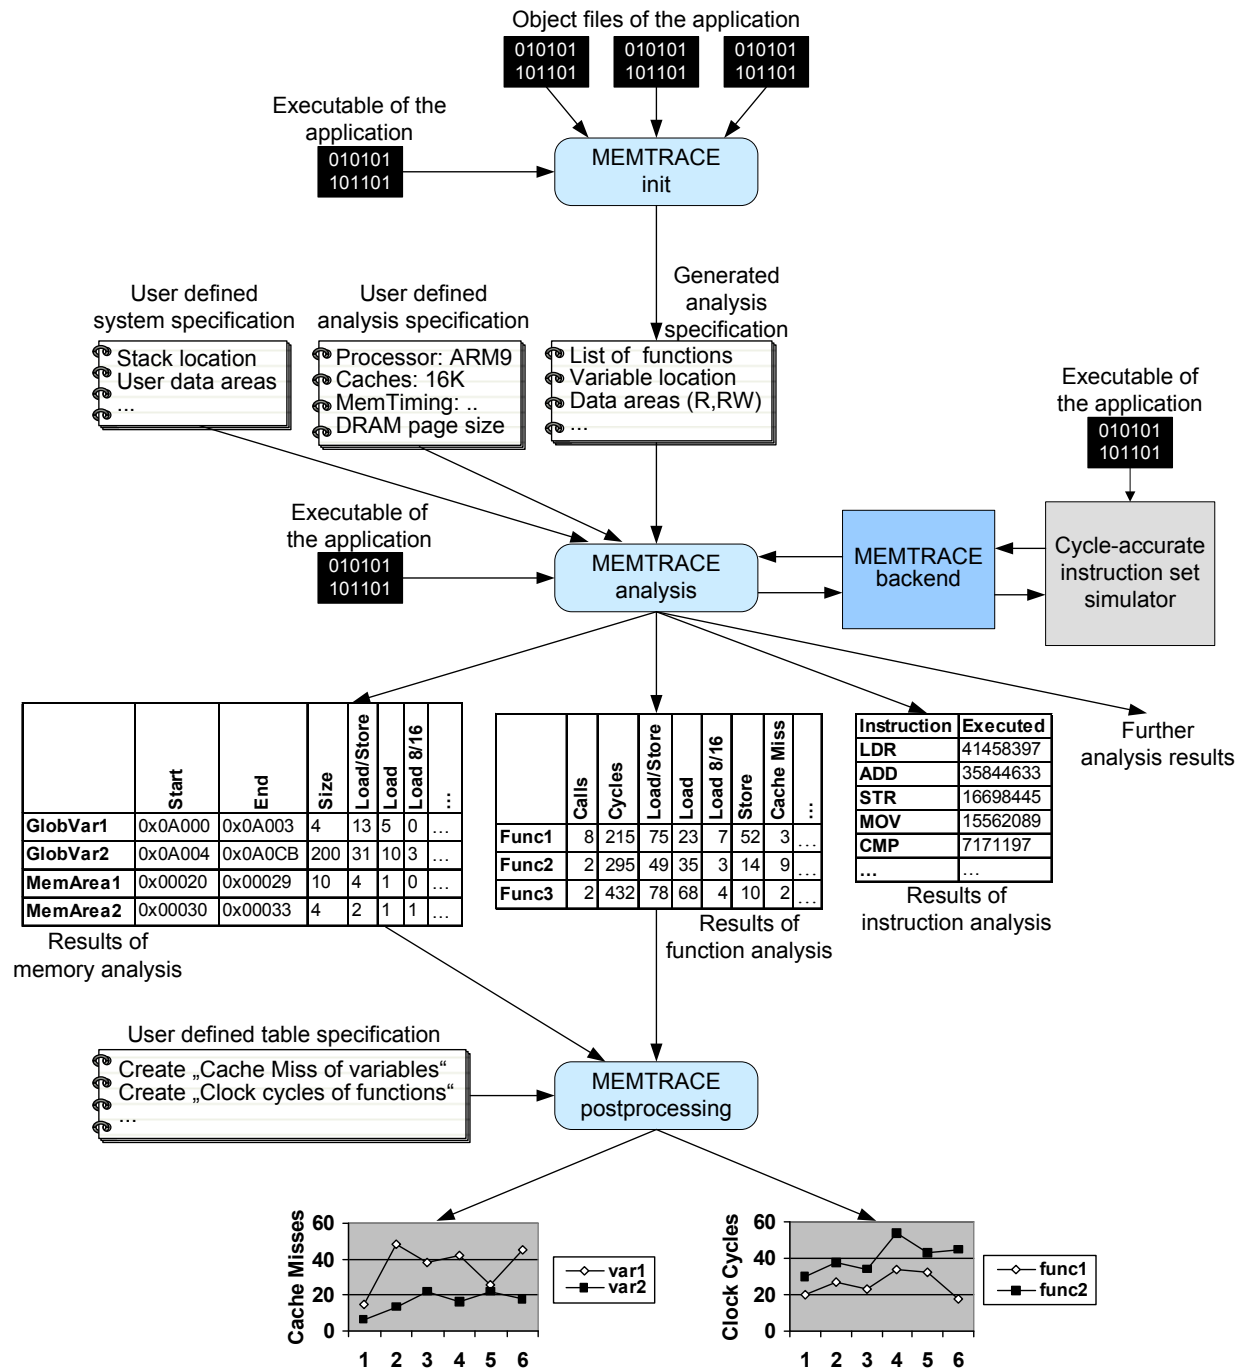 Object files of the application
010101
101101
010101
101101
010101
101101
Executable of the
application
010101
101101
MEMTRACE
init
User defined
system specification
Stack location
User data areas
...
User defined
analysis specification
Processor: ARM9
Caches: 16K
MemTiming: ..
DRAM page size
Generated
analysis
specification
List of functions
Variable location
Data areas (R,RW)
...
Executable of
the application
010101
101101
Executable of
the application
010101
101101
MEMTRACE
analysis
MEMTRACE
backend
Cycle-accurate
instruction set
simulator
Start End Size Load/Store Load Load 8/16 ...
GlobVar1 0x0A000 0x0A003 4 13 5 0 ...
GlobVar2 0x0A004 0x0A0CB 200 31 10 3 ...
MemArea1 0x00020 0x00029 10 4 1 0 ...
MemArea2 0x00030 0x00033 4 2 1 1 ...
Results of
memory analysis
Calls Cycles Load/Store Load Load 8/16 Store Cache Miss ...
Func1 8 215 75 23 7 52 3 ...
Func2 2 295 49 35 3 14 9 ...
Func3 2 432 78 68 4 10 2 ...
Results of
function analysis
Instruction Executed
LDR 41458397
ADD 35844633
STR 16698445
MOV 15562089
CMP 7171197
... ...
Results of
instruction analysis
Further
analysis results
User defined table specification
Create „Cache Miss of variables“
Create „Clock cycles of functions“
...
MEMTRACE
postprocessing
Cache Misses
60
40
20
0
1 2 3 4 5 6
var1
var2
Clock Cycles
60
40
20
0
1 2 3 4 5 6
func1
func2